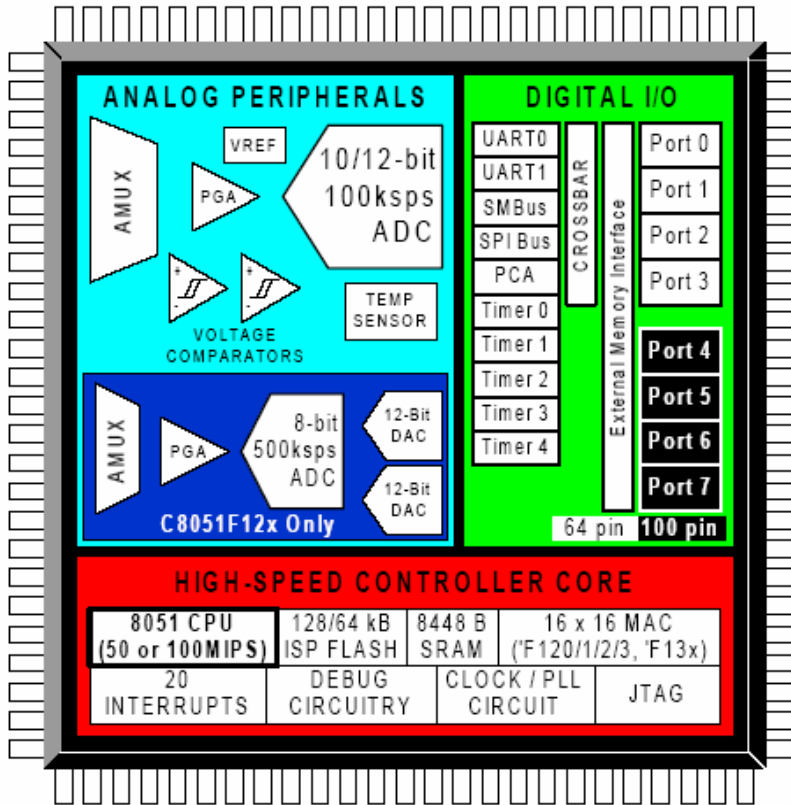 ANALOG PERIPHERALS
AMUX
PGA
VREF
10/12-bit
100ksps
ADC
+
-
+
-
VOLTAGE
COMPARATORS
TEMP
SENSOR
AMUX
PGA
8-bit
500ksps
ADC
12-Bit
DAC
12-Bit
DAC
C8051F12x Only
DIGITAL I/O
UART0
UART1
SMBus
SPI Bus
PCA
Timer 0
Timer 1
Timer 2
Timer 3
Timer 4
CROSSBAR
External Memory Interface
Port 0
Port 1
Port 2
Port 3
Port 4
Port 5
Port 6
Port 7
64 pin
100 pin
HIGH-SPEED CONTROLLER CORE
8051 CPU
(50 or 100MIPS)
128/64 kB
ISP FLASH
8448 B
SRAM
16 x 16 MAC
('F120/1/2/3, 'F13x)
20
INTERRUPTS
DEBUG
CIRCUITRY
CLOCK / PLL
CIRCUIT
JTAG